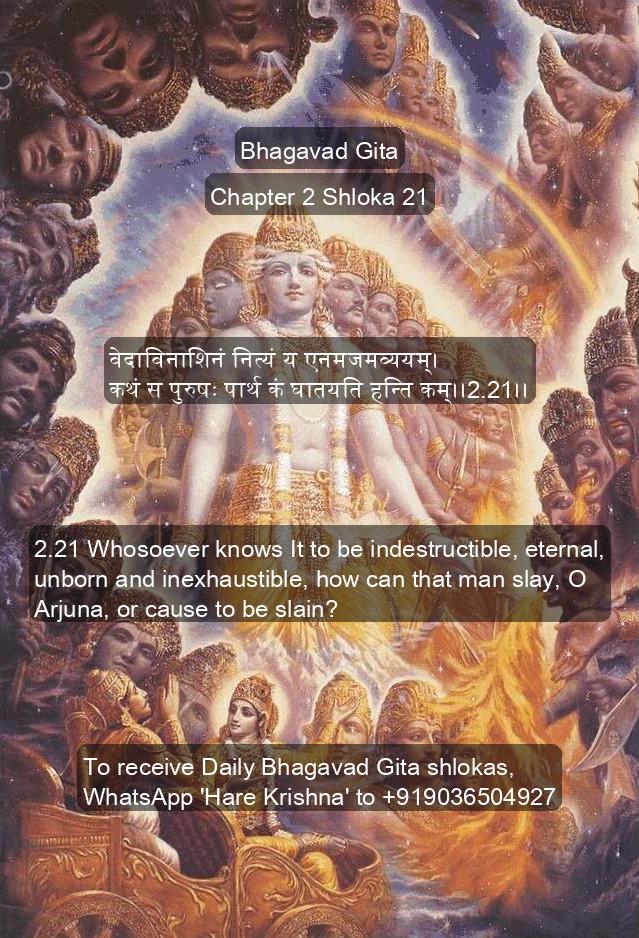 Bhagavad Gita
Chapter 2 Shloka 21
वेदाविनाशिनं नित्यं य एनमजमव्ययम्।
कथं स पुरुषः पार्थ कं घातयति हन्ति कम्।।2.21।।
2.21 Whosoever knows It to be indestructible, eternal,
unborn and inexhaustible, how can that man slay, O
Arjuna, or cause to be slain?
To receive Daily Bhagavad Gita shlokas,
WhatsApp 'Hare Krishna' to +919036504927